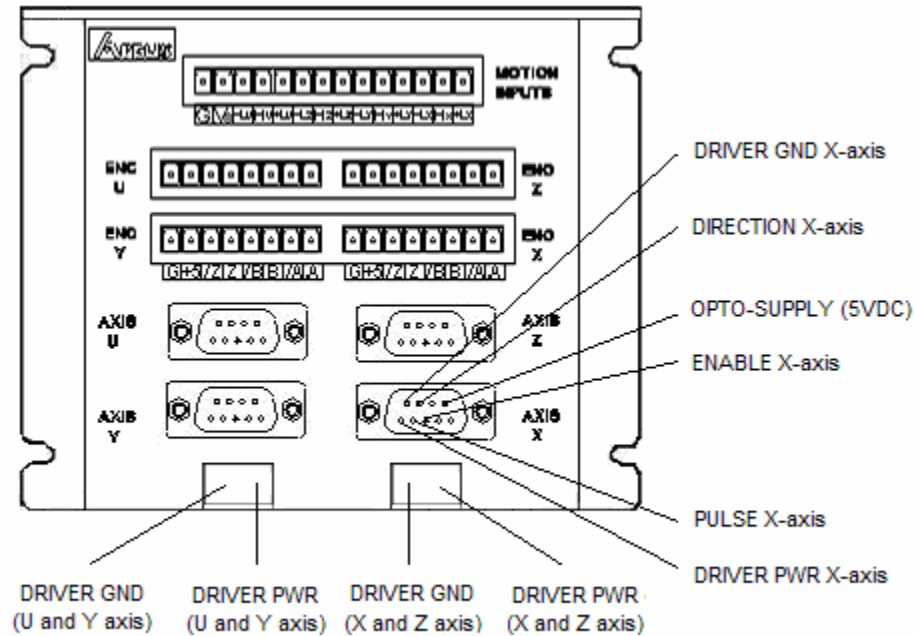 MOTION
INPUTS
ENC
U
ENC
Z
ENC
Y
ENC
X
G +5 /Z Z /B B /A A
G +5 /Z Z /B B /A A
AXIS
U
AXIS
Z
AXIS
Y
AXIS
X
DRIVER GND X-axis
DIRECTION X-axis
OPTO-SUPPLY (5VDC)
ENABLE X-axis
PULSE X-axis
DRIVER PWR X-axis
DRIVER GND
(U and Y axis)
DRIVER PWR
(U and Y axis)
DRIVER GND
(X and Z axis)
DRIVER PWR
(X and Z axis)